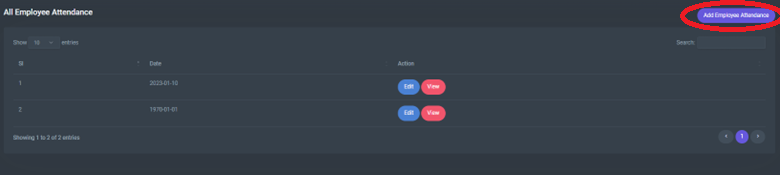 All Employee Attendance
Add Employee Attendance
Show 10 entries
Search:
Sl Date Action
1 2023-01-10 Edit View
2 1970-01-01 Edit View
Showing 1 to 2 of 2 entries
1